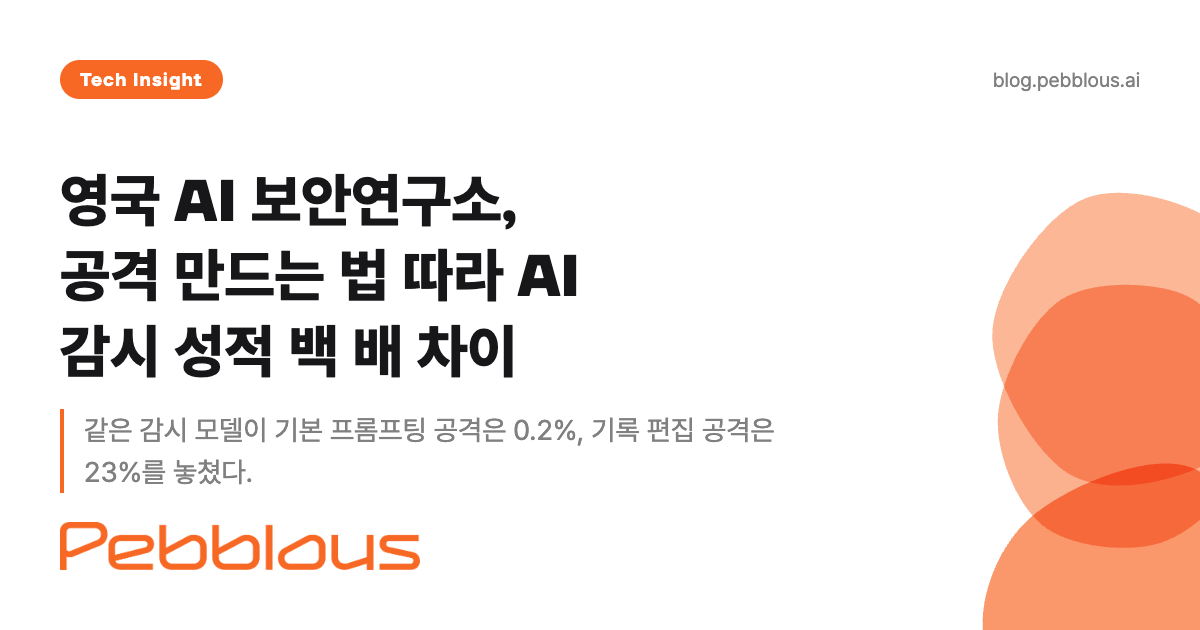 Tech Insight
blog.pebblous.ai
영국 AI 보안연구소,
공격 만드는 법 따라 AI
감시 성적 백 배 차이
같은 감시 모델이 기본 프롬프팅 공격은 0.2%, 기록 편집 공격은
23%를 놓쳤다.
Pebblous